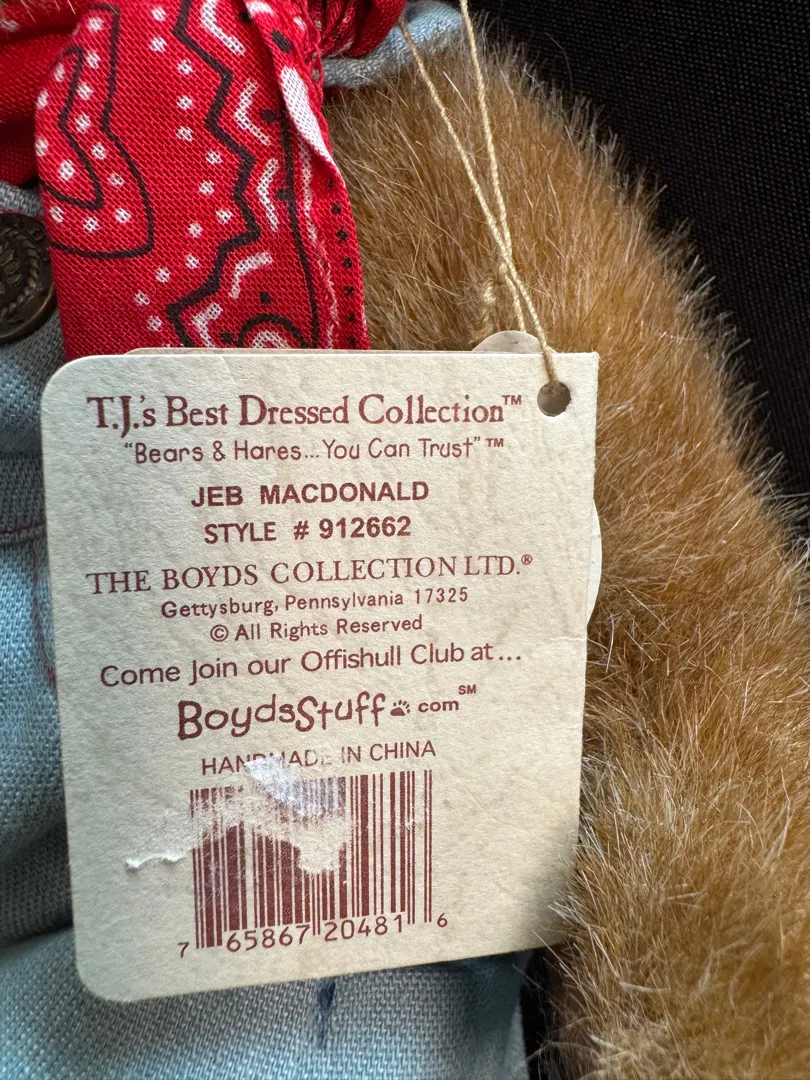 T.J.'s Best Dressed Collection™
"Bears & Hares...You Can Trust"™
JEB MACDONALD
STYLE # 912662
THE BOYDS COLLECTION LTD.®
Gettysburg, Pennsylvania 17325
© All Rights Reserved
Come Join our Offishull Club at...
BoydsStuff.com℠
HANDMADE IN CHINA
7 65867 20481 6